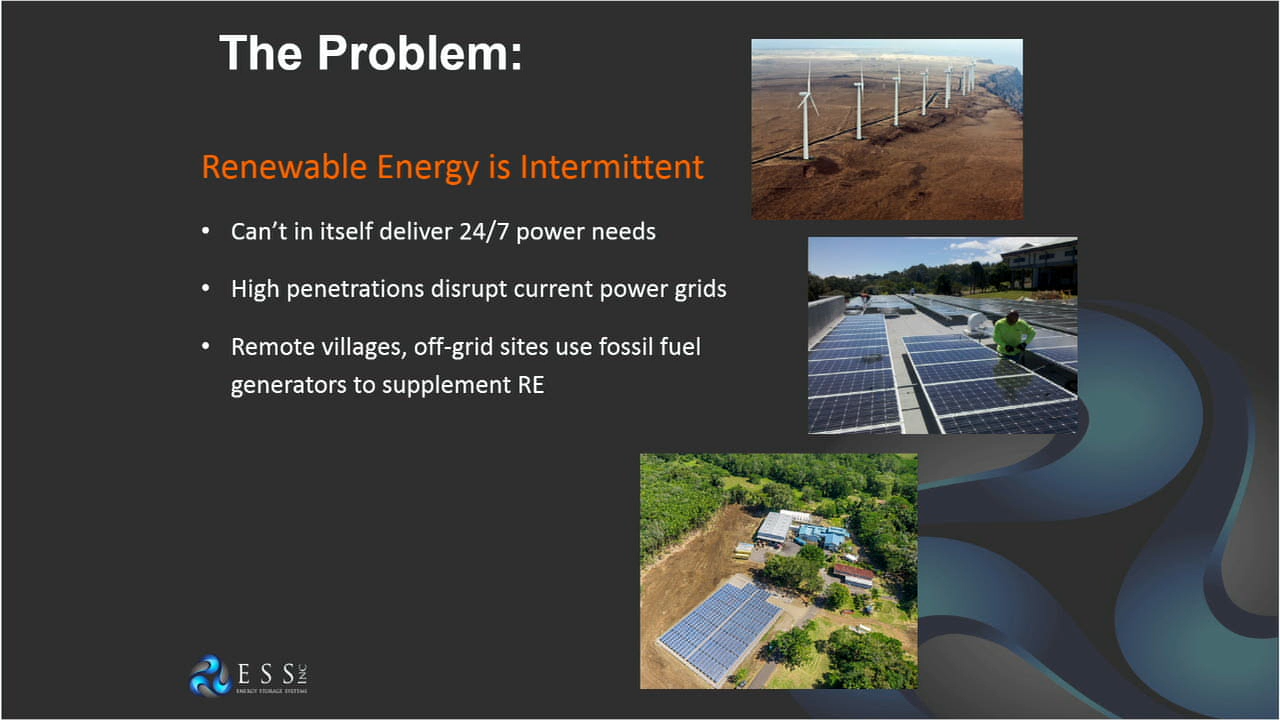 The Problem:
Renewable Energy is Intermittent
• Can’t in itself deliver 24/7 power needs
• High penetrations disrupt current power grids
• Remote villages, off-grid sites use fossil fuel
generators to supplement RE
ESS INC
ENERGY STORAGE SYSTEMS